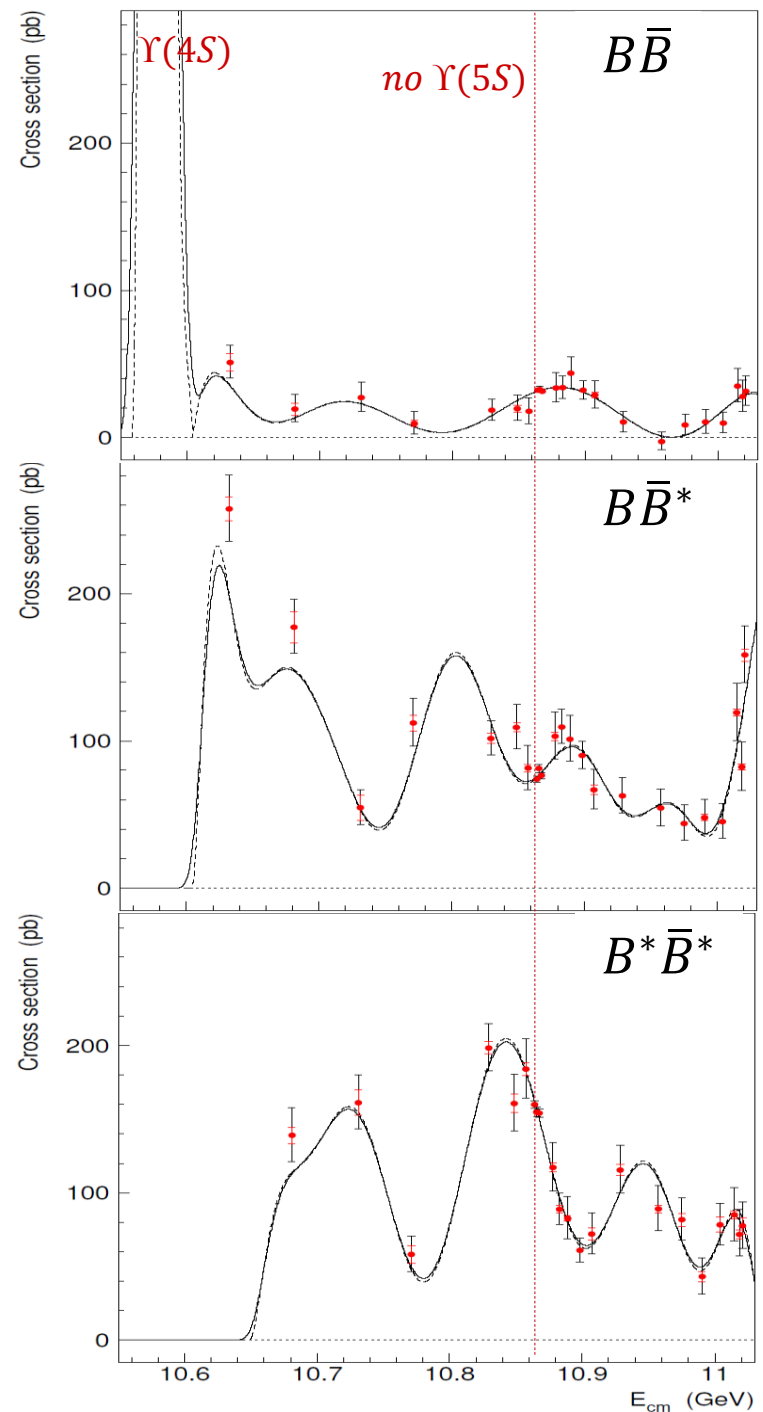 Cross section (pb)
ϒ(4S)
no ϒ(5S)
BB̄
200
100
0
Cross section (pb)
BB̄*
200
100
0
Cross section (pb)
B*B̄*
200
100
0
10.6 10.7 10.8 10.9 11
E_cm (GeV)